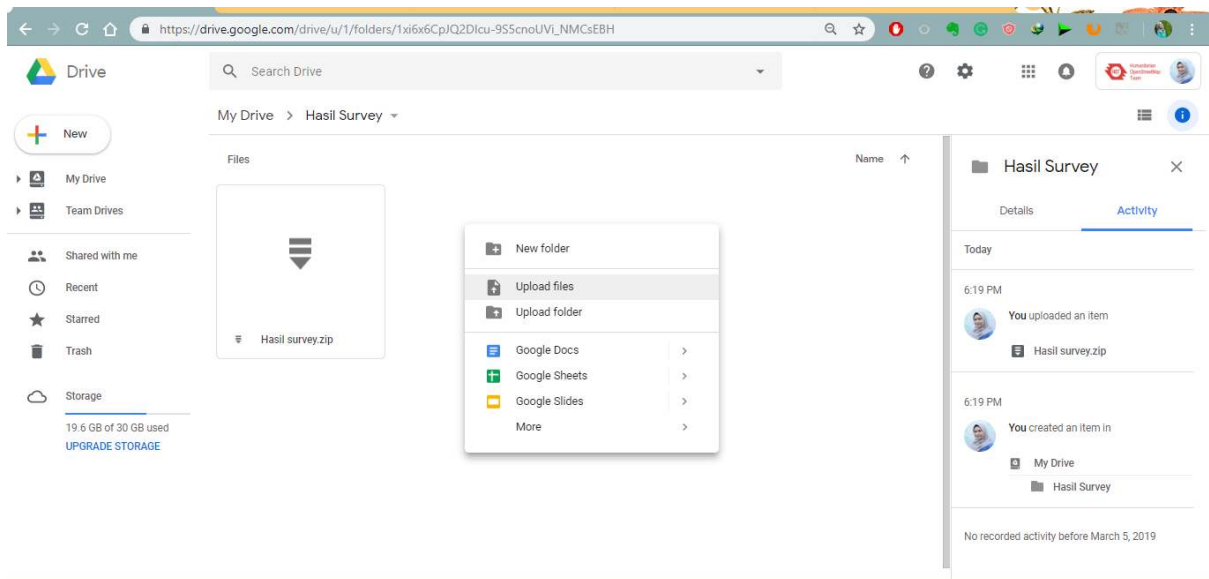 https://drive.google.com/drive/u/1/folders/1xi6x6CpJQ2DIcu-9S5cnoUVi_NMCsEBH
Drive
Search Drive
Humanitarian
OpenStreetMap
Team
My Drive > Hasil Survey
New
My Drive
Team Drives
Shared with me
Recent
Starred
Trash
Storage
19.6 GB of 30 GB used
UPGRADE STORAGE
Files
Name
Hasil survey.zip
New folder
Upload files
Upload folder
Google Docs
Google Sheets
Google Slides
More
Hasil Survey
Details
Activity
Today
6:19 PM
You uploaded an item
Hasil survey.zip
6:19 PM
You created an item in
My Drive
Hasil Survey
No recorded activity before March 5, 2019